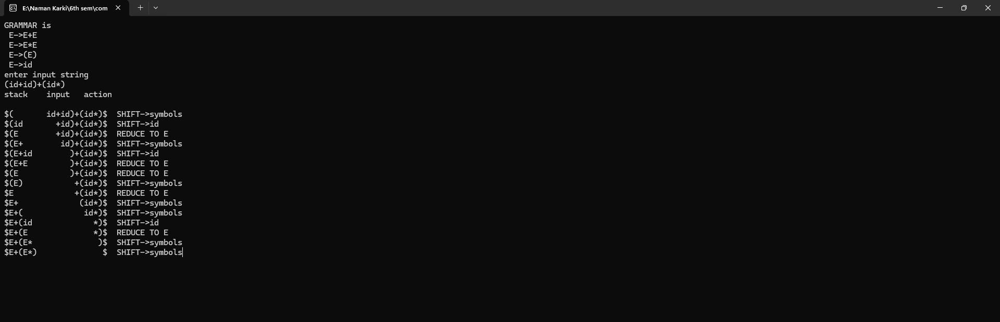 E:\Naman Karki\6th sem\com
GRAMMAR is
 E->E+E
 E->E*E
 E->(E)
 E->id
enter input string
(id+id)+(id*)
stack    input   action
$(       id+id)+(id*)$  SHIFT->symbols
$(id       +id)+(id*)$  SHIFT->id
$(E        +id)+(id*)$  REDUCE TO E
$(E+        id)+(id*)$  SHIFT->symbols
$(E+id        )+(id*)$  SHIFT->id
$(E+E         )+(id*)$  REDUCE TO E
$(E           )+(id*)$  REDUCE TO E
$(E)           +(id*)$  SHIFT->symbols
$E             +(id*)$  REDUCE TO E
$E+             (id*)$  SHIFT->symbols
$E+(             id*)$  SHIFT->symbols
$E+(id             *)$  SHIFT->id
$E+(E              *)$  REDUCE TO E
$E+(E*              )$  SHIFT->symbols
$E+(E*)              $  SHIFT->symbols